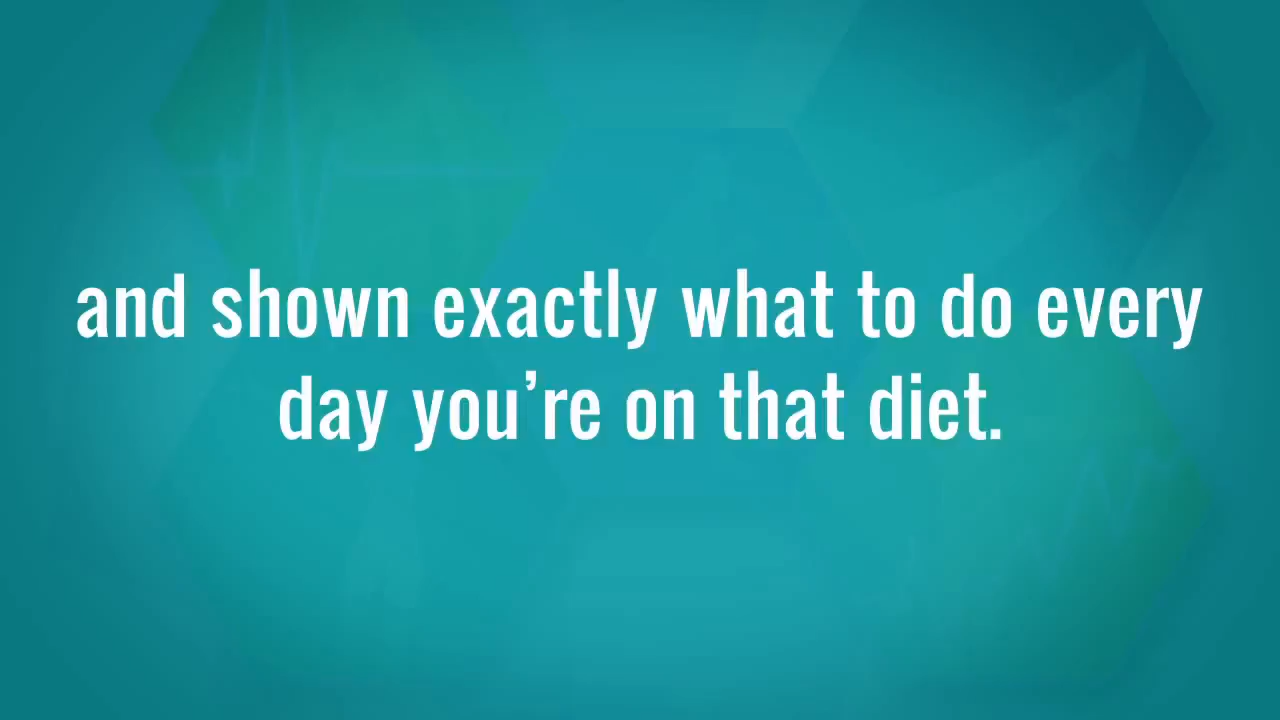 and shown exactly what to do every
day you’re on that diet.